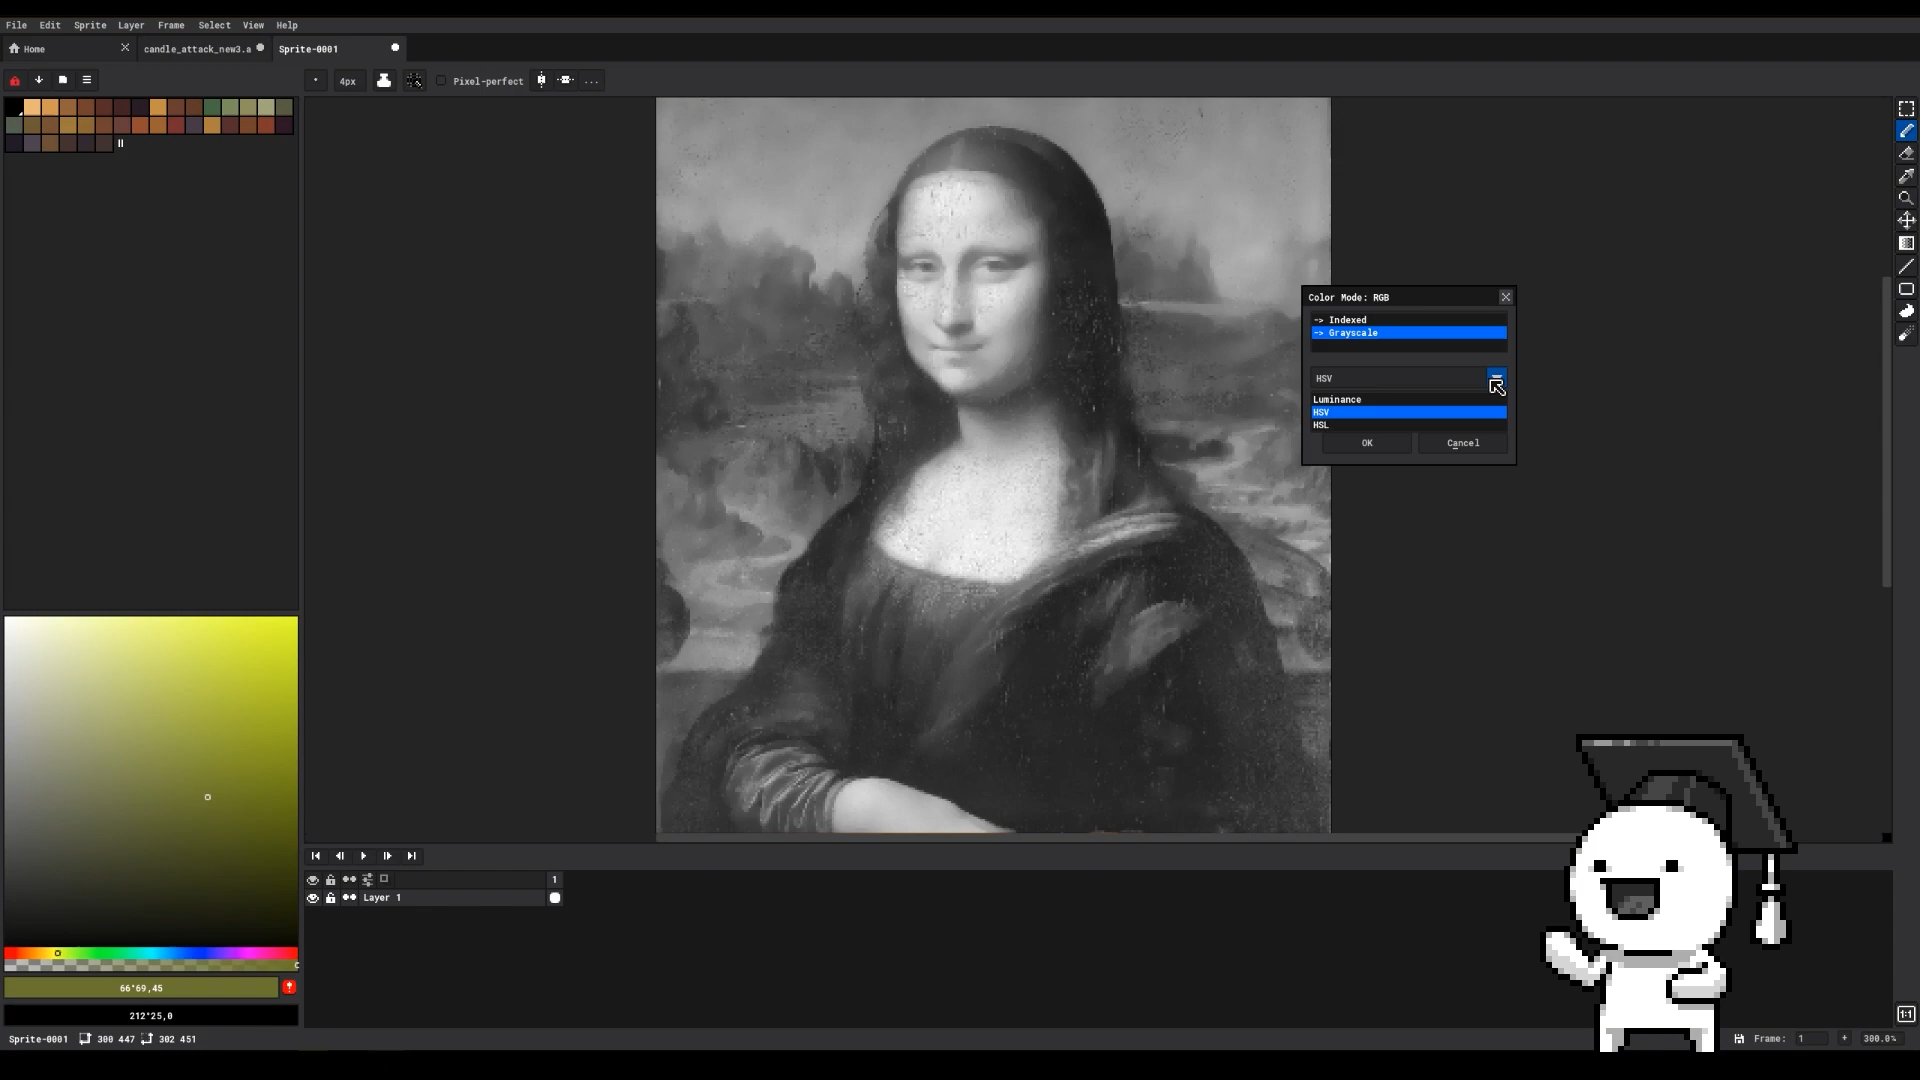 File Edit Sprite Layer Frame Select View Help
Home candle_attack_new3.a Sprite-0001
4px Pixel-perfect ...
Color Mode: RGB
-> Indexed
-> Grayscale
HSV
Luminance
HSV
HSL
OK Cancel
1
Layer 1
66°69,45
212°25,0
Sprite-0001 300 447 302 451 Frame: 1 + 300.0%
1:1